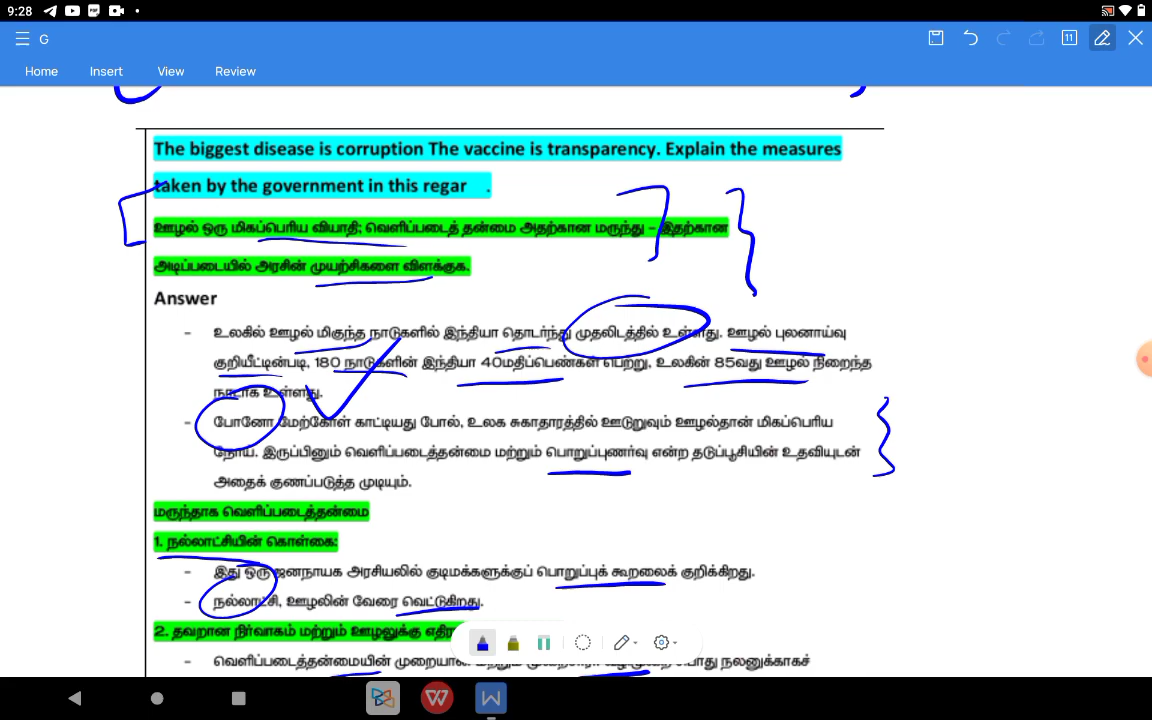 9:28
G
11
Home Insert View Review
The biggest disease is corruption The vaccine is transparency. Explain the measures
taken by the government in this regar .
ஊழல் ஒரு மிகப்பெரிய வியாதி; வெளிப்படைத் தன்மை அதற்கான மருந்து – இதற்கான
அடிப்படையில் அரசின் முயற்சிகளை விளக்குக.
Answer
- உலகில் ஊழல் மிகுந்த நாடுகளில் இந்தியா தொடர்ந்து முதலிடத்தில் உள்ளது. ஊழல் புலனாய்வு
குறியீட்டின்படி, 180 நாடுகளின் இந்தியா 40மதிப்பெண்கள் பெற்று, உலகின் 85வது ஊழல் நிறைந்த
நாடாக உள்ளது.
- போனோ மேற்கோள் காட்டியது போல், உலக சுகாதாரத்தில் ஊடுறுவும் ஊழல்தான் மிகப்பெரிய
நோய். இருப்பினும் வெளிப்படைத்தன்மை மற்றும் பொறுப்புணர்வு என்ற தடுப்பூசியின் உதவியுடன்
அதைக் குணப்படுத்த முடியும்.
மருந்தாக வெளிப்படைத்தன்மை
1. நல்லாட்சியின் கொள்கை:
- இது ஒரு ஜனநாயக அரசியலில் குடிமக்களுக்குப் பொறுப்புக் கூறலைக் குறிக்கிறது.
- நல்லாட்சி, ஊழலின் வேரை வெட்டுகிறது.
2. தவறான நிர்வாகம் மற்றும் ஊழலுக்கு
- வெளிப்படைத்தன்மையின்